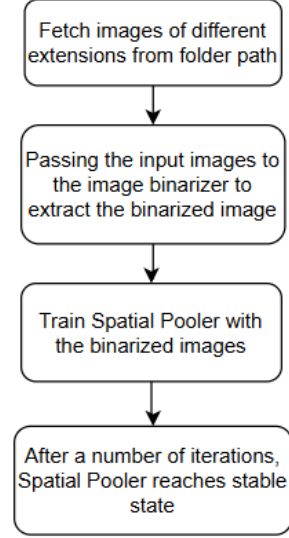 Fetch images of different
extensions from folder path
Passing the input images to
the image binarizer to
extract the binarized image
Train Spatial Pooler with
the binarized images
After a number of iterations,
Spatial Pooler reaches stable
state